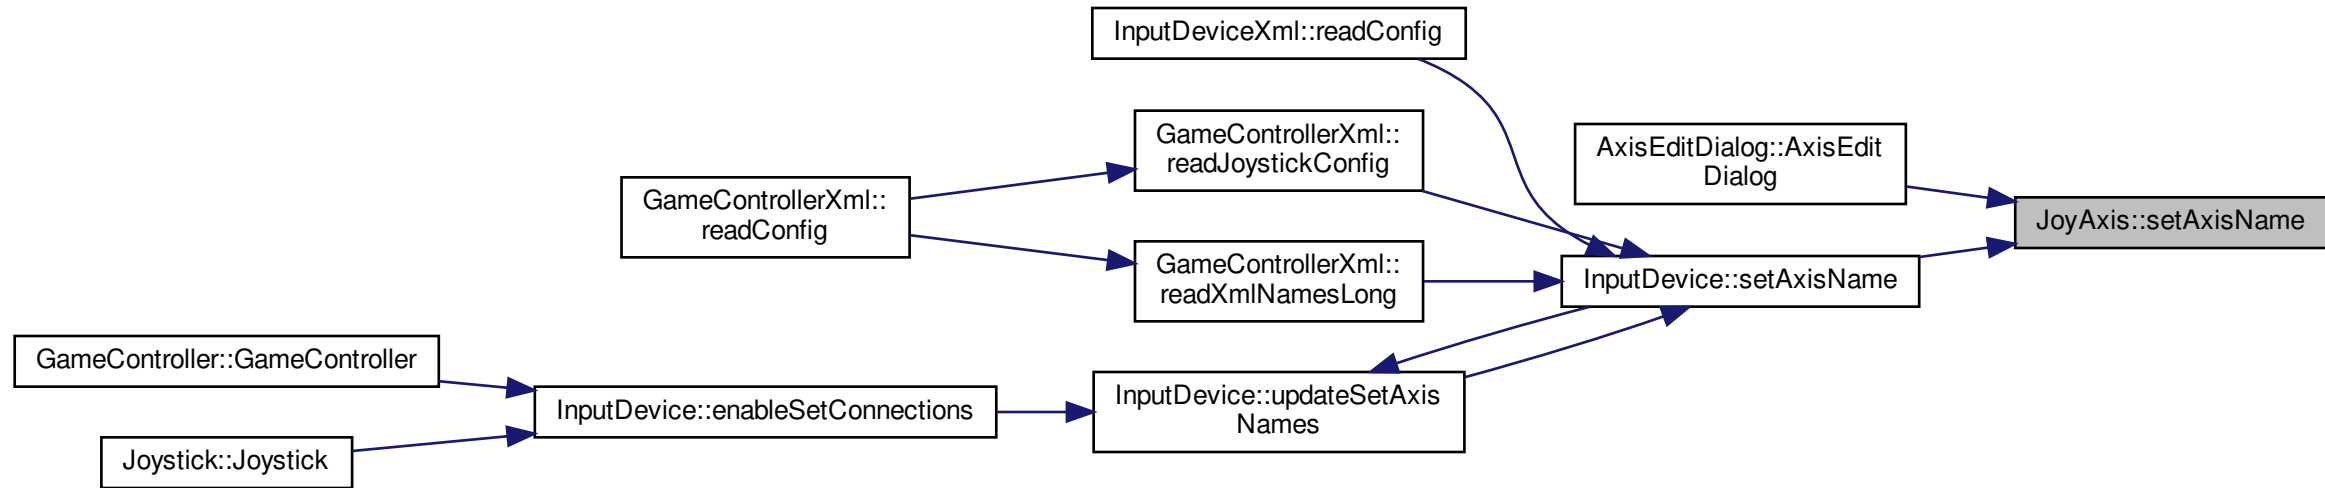 InputDeviceXml::readConfig
GameControllerXml::
readJoystickConfig
AxisEditDialog::AxisEdit
Dialog
GameControllerXml::
readConfig
JoyAxis::setAxisName
GameControllerXml::
readXmlNamesLong
InputDevice::setAxisName
GameController::GameController
InputDevice::enableSetConnections
InputDevice::updateSetAxis
Names
Joystick::Joystick